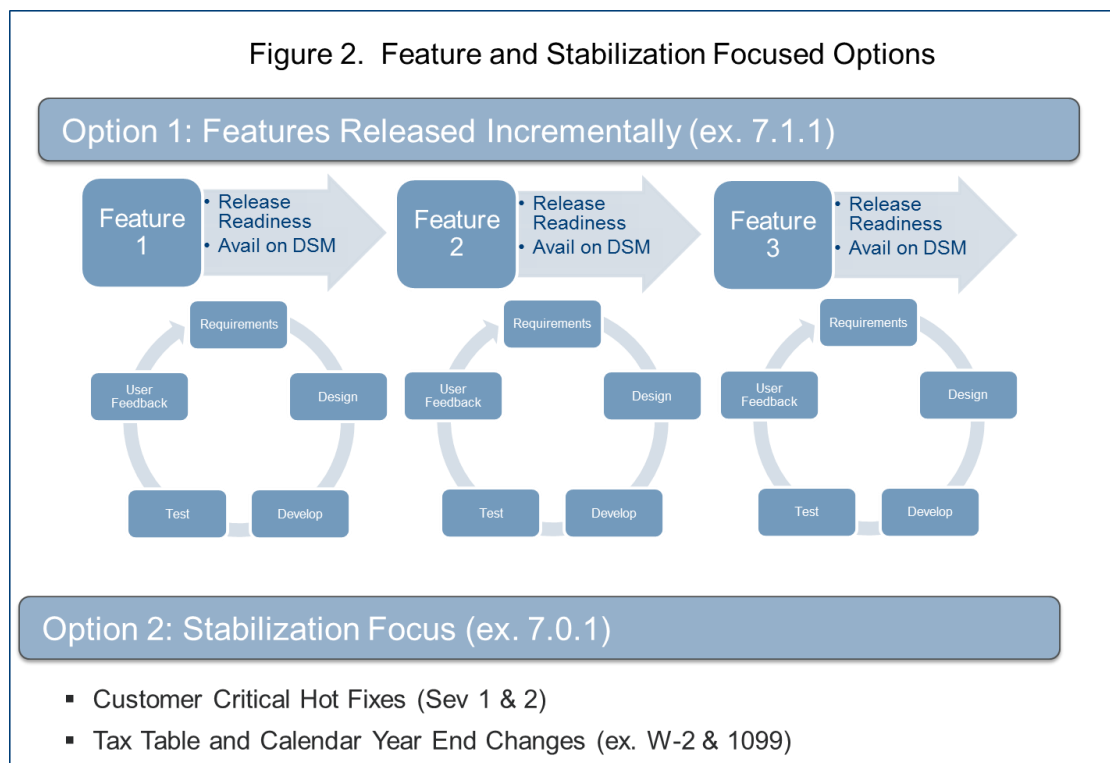 Figure 2.  Feature and Stabilization Focused Options
Option 1: Features Released Incrementally (ex. 7.1.1)
Feature
1
• Release
Readiness
• Avail on DSM
Feature
2
• Release
Readiness
• Avail on DSM
Feature
3
• Release
Readiness
• Avail on DSM
Requirements
Design
Develop
Test
User
Feedback
Requirements
Design
Develop
Test
User
Feedback
Requirements
Design
Develop
Test
User
Feedback
Option 2: Stabilization Focus (ex. 7.0.1)
▪ Customer Critical Hot Fixes (Sev 1 & 2)
▪ Tax Table and Calendar Year End Changes (ex. W-2 & 1099)